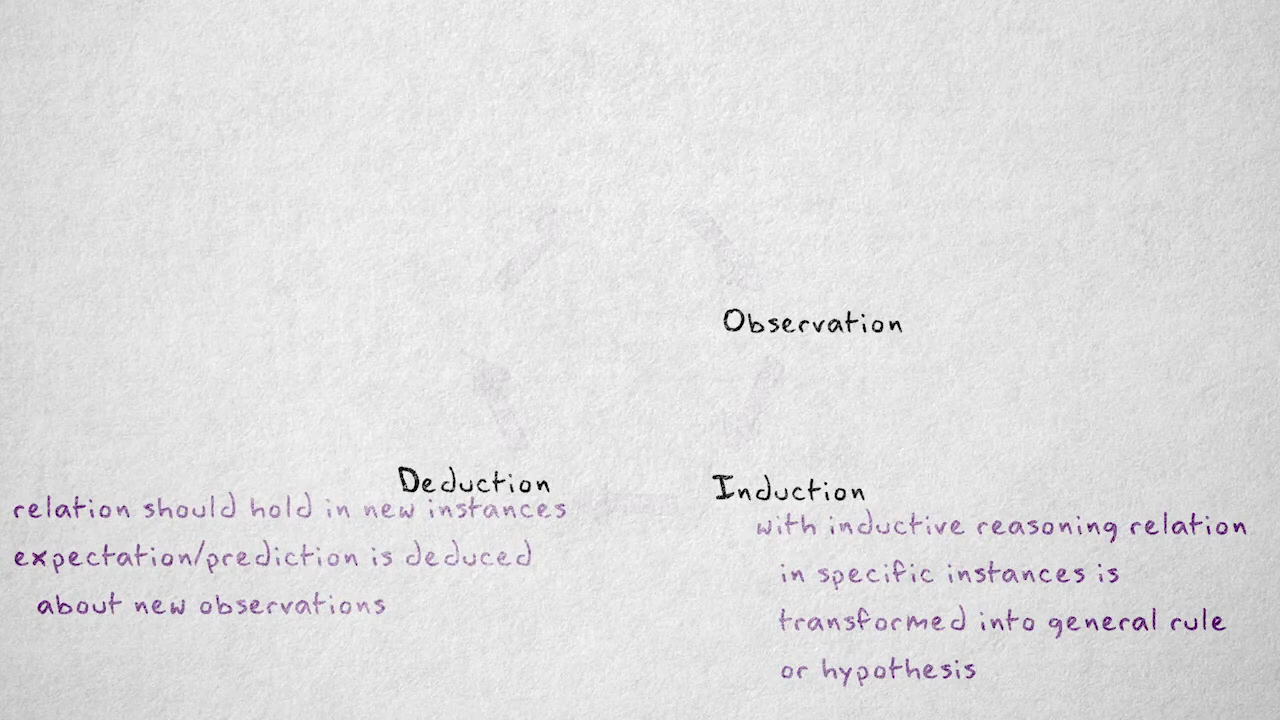 Observation
Deduction
relation should hold in new instances
expectation/prediction is deduced
about new observations
Induction
with inductive reasoning relation
in specific instances is
transformed into general rule
or hypothesis